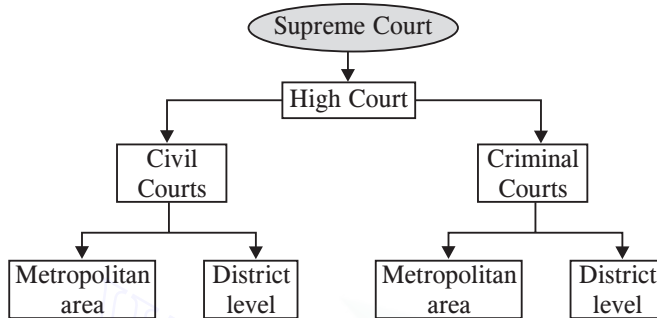 Supreme Court
High Court
Civil
Courts
Criminal
Courts
Metropolitan
area
District
level
Metropolitan
area
District
level